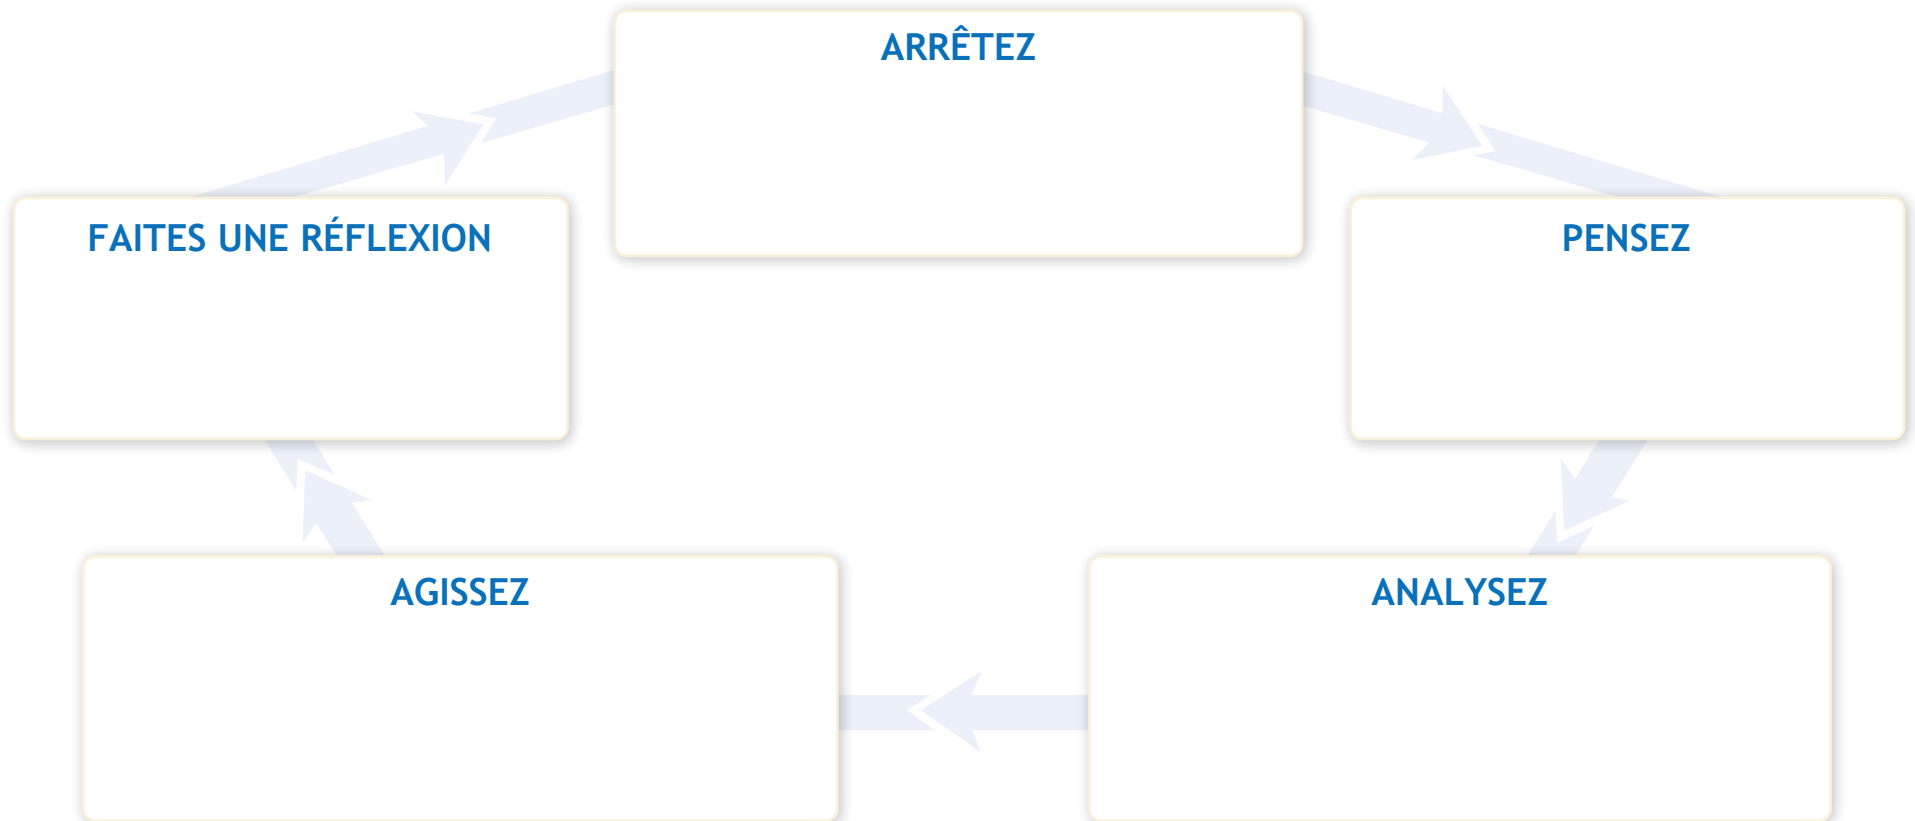 ARRÊTEZ
FAITES UNE RÉFLEXION
PENSEZ
AGISSEZ
ANALYSEZ